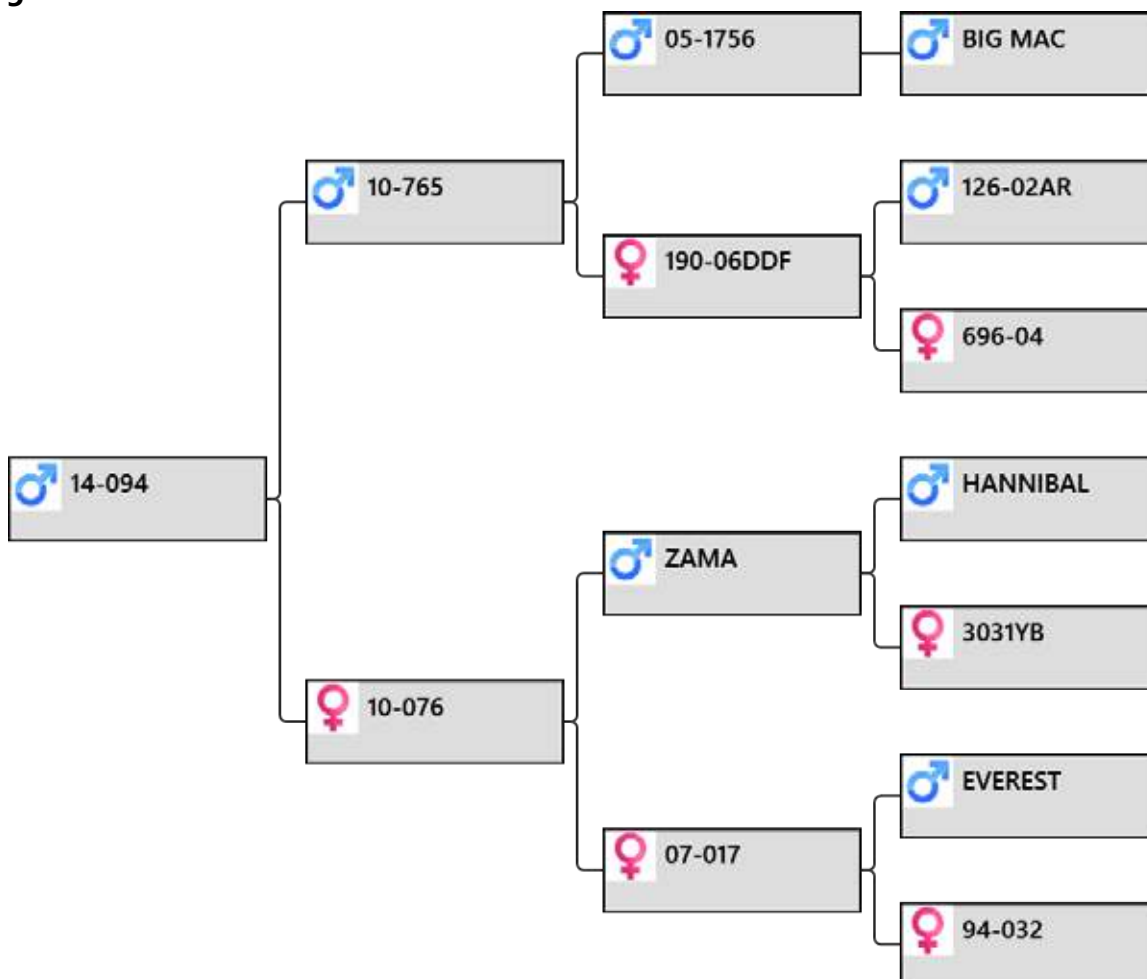 05-1756
BIG MAC
10-765
126-02AR
190-06DDF
696-04
14-094
HANNIBAL
ZAMA
3031YB
10-076
EVEREST
07-017
94-032